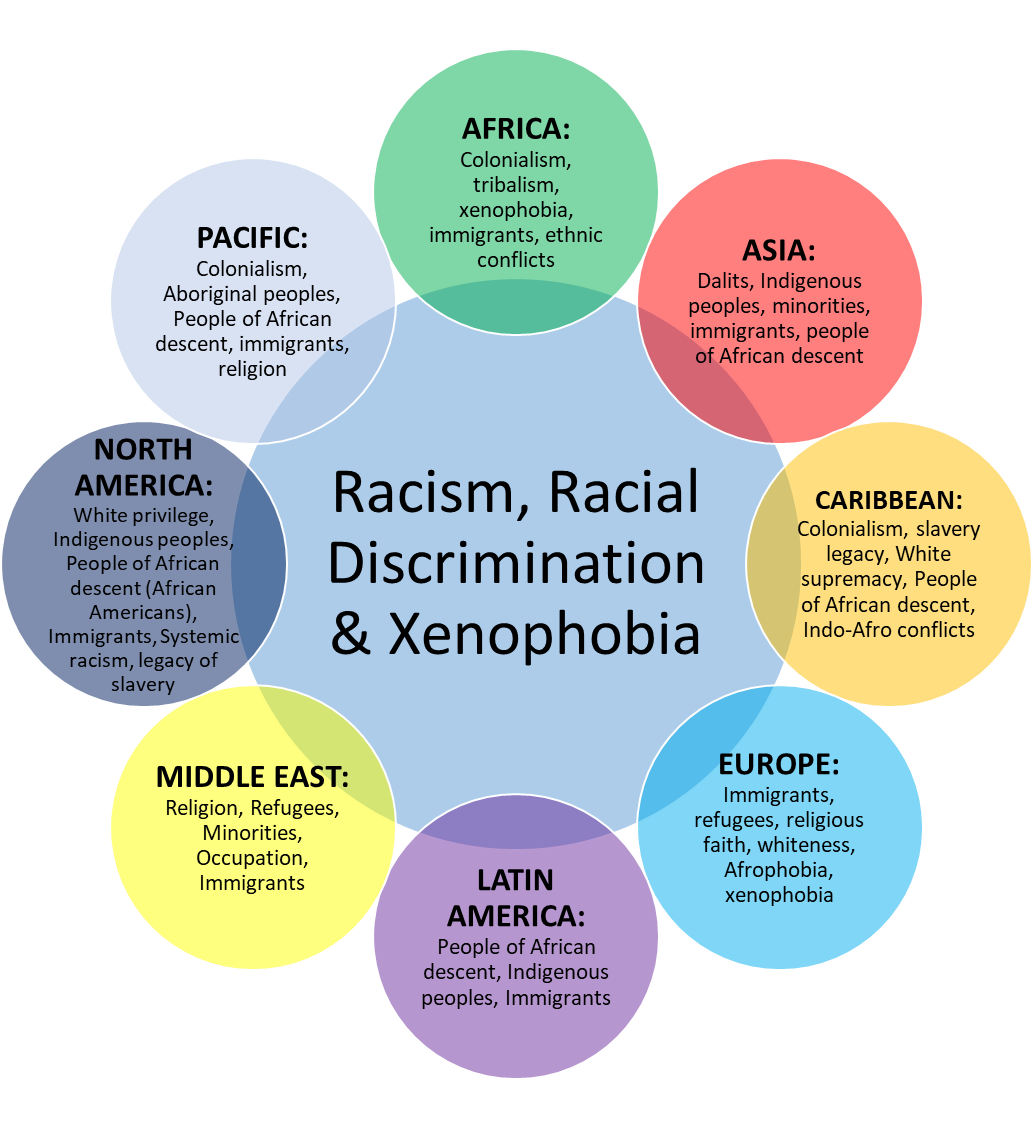 AFRICA:
Colonialism,
tribalism,
xenophobia,
immigrants, ethnic
conflicts
ASIA:
Dalits, Indigenous
peoples, minorities,
immigrants, people
of African descent
CARIBBEAN:
Colonialism, slavery
legacy, White
supremacy, People
of African descent,
Indo-Afro conflicts
EUROPE:
Immigrants,
refugees, religious
faith, whiteness,
Afrophobia,
xenophobia
LATIN
AMERICA:
People of African
descent, Indigenous
peoples, Immigrants
MIDDLE EAST:
Religion, Refugees,
Minorities,
Occupation,
Immigrants
NORTH
AMERICA:
White privilege,
Indigenous peoples,
People of African
descent (African
Americans),
Immigrants, Systemic
racism, legacy of
slavery
PACIFIC:
Colonialism,
Aboriginal peoples,
People of African
descent, immigrants,
religion
Racism, Racial
Discrimination
& Xenophobia